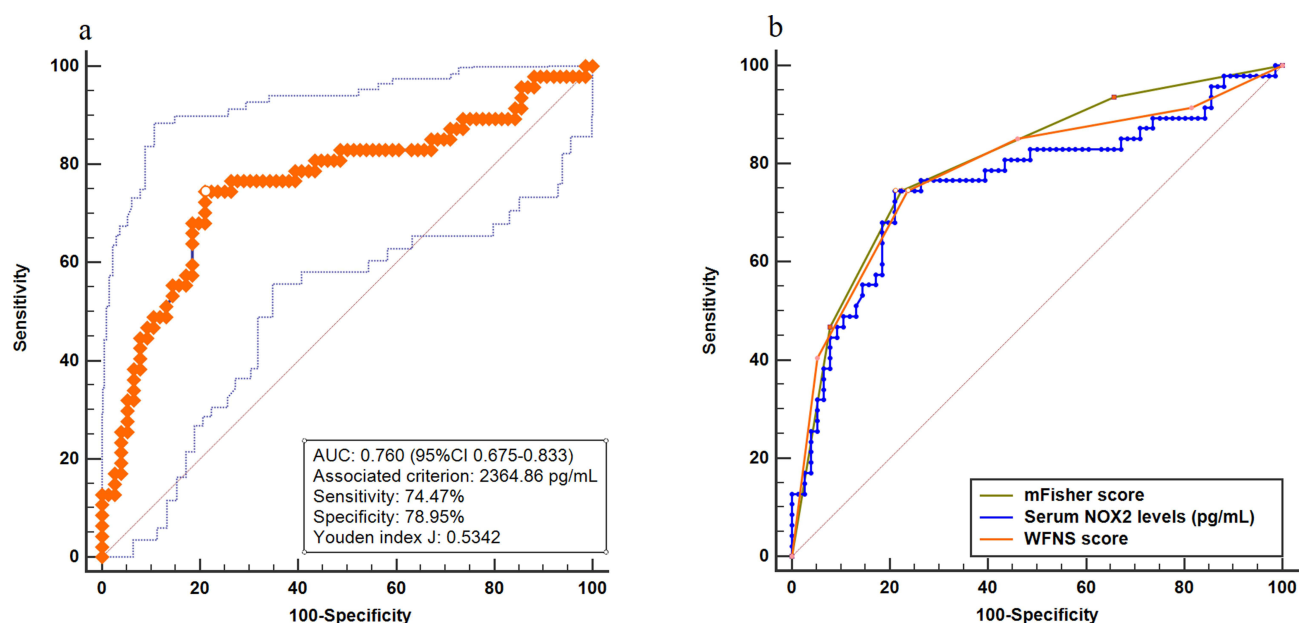 a
100
80
60
40
20
0
Sensitivity
AUC: 0.760 (95%CI 0.675-0.833)
Associated criterion: 2364.86 pg/mL
Sensitivity: 74.47%
Specificity: 78.95%
Youden index J: 0.5342
0 20 40 60 80 100
100-Specificity
b
100
80
60
40
20
0
Sensitivity
mFisher score
Serum NOX2 levels (pg/mL)
WFNS score
0 20 40 60 80 100
100-Specificity